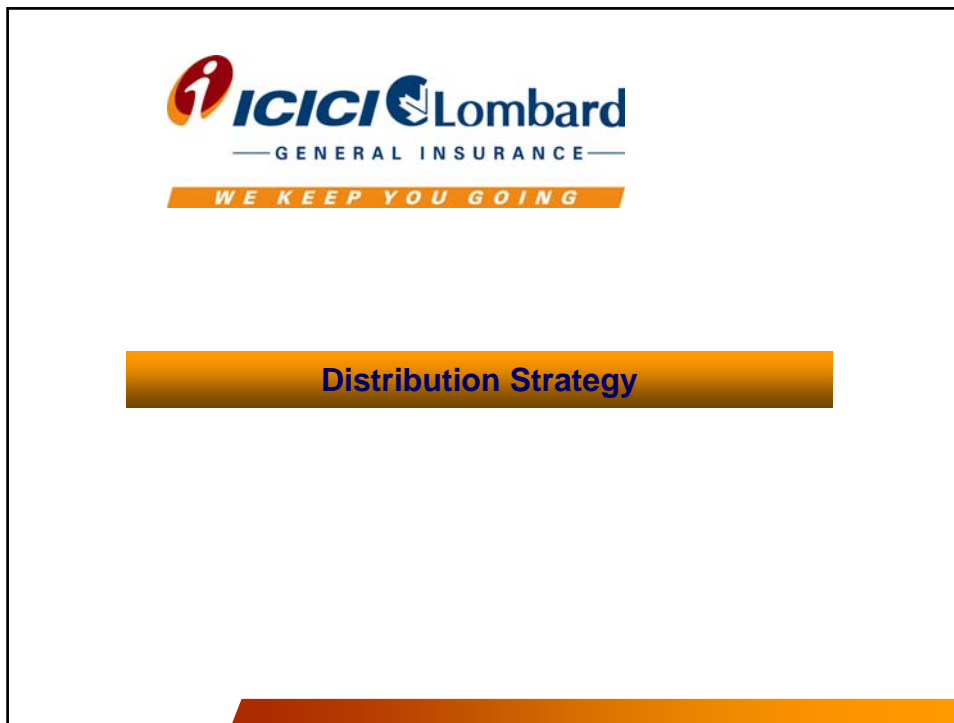 i ICICI Lombard
GENERAL INSURANCE
WE KEEP YOU GOING
Distribution Strategy